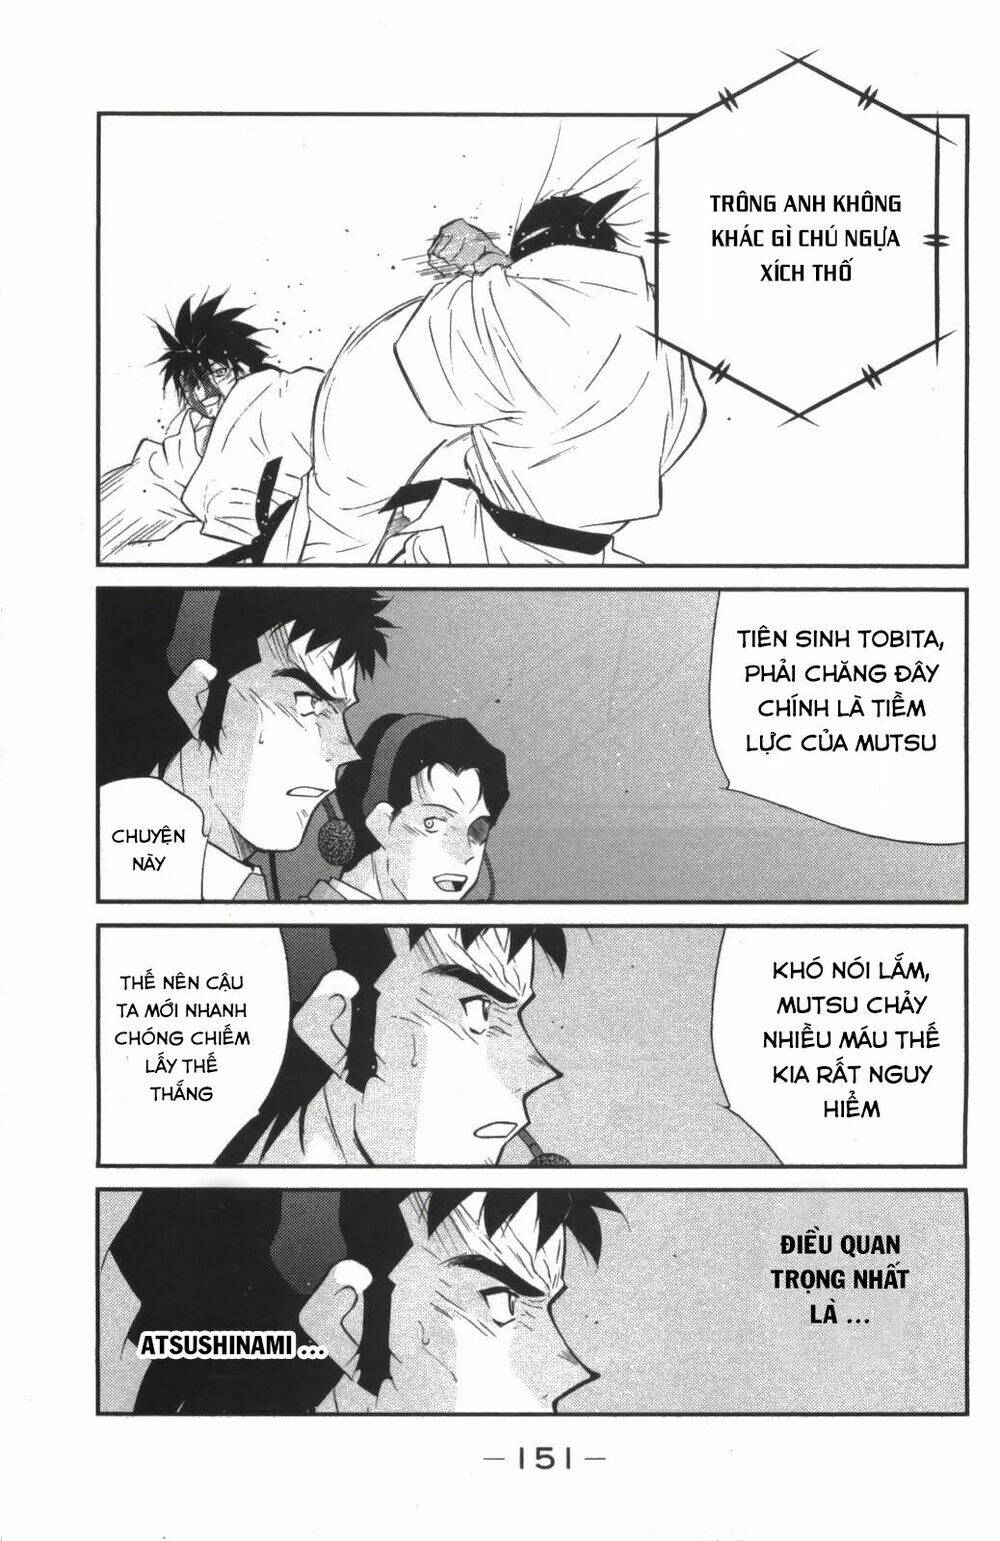 TRÔNG ANH KHÔNG
KHÁC GÌ CHÚ NGỰA
XÍCH THỐ
TIÊN SINH TOBITA,
PHẢI CHĂNG ĐÂY
CHÍNH LÀ TIỀM
LỰC CỦA MUTSU
CHUYỆN
NÀY
KHÓ NÓI LẮM,
MUTSU CHẢY
NHIỀU MÁU THẾ
KIA RẤT NGUY
HIỂM
THẾ NÊN CẬU
TA MỚI NHANH
CHÓNG CHIẾM
LẤY THẾ
THẮNG
ĐIỀU QUAN
TRỌNG NHẤT
LÀ ...
ATSUSHINAMI ...
— 151 —